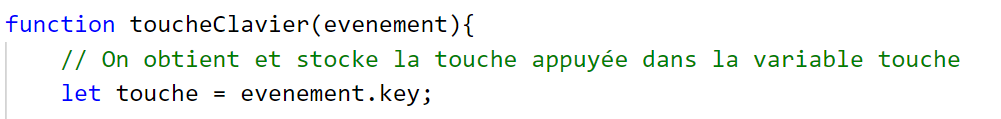 function toucheClavier(evenement){
// On obtient et stocke la touche appuyée dans la variable touche
let touche = evenement.key;